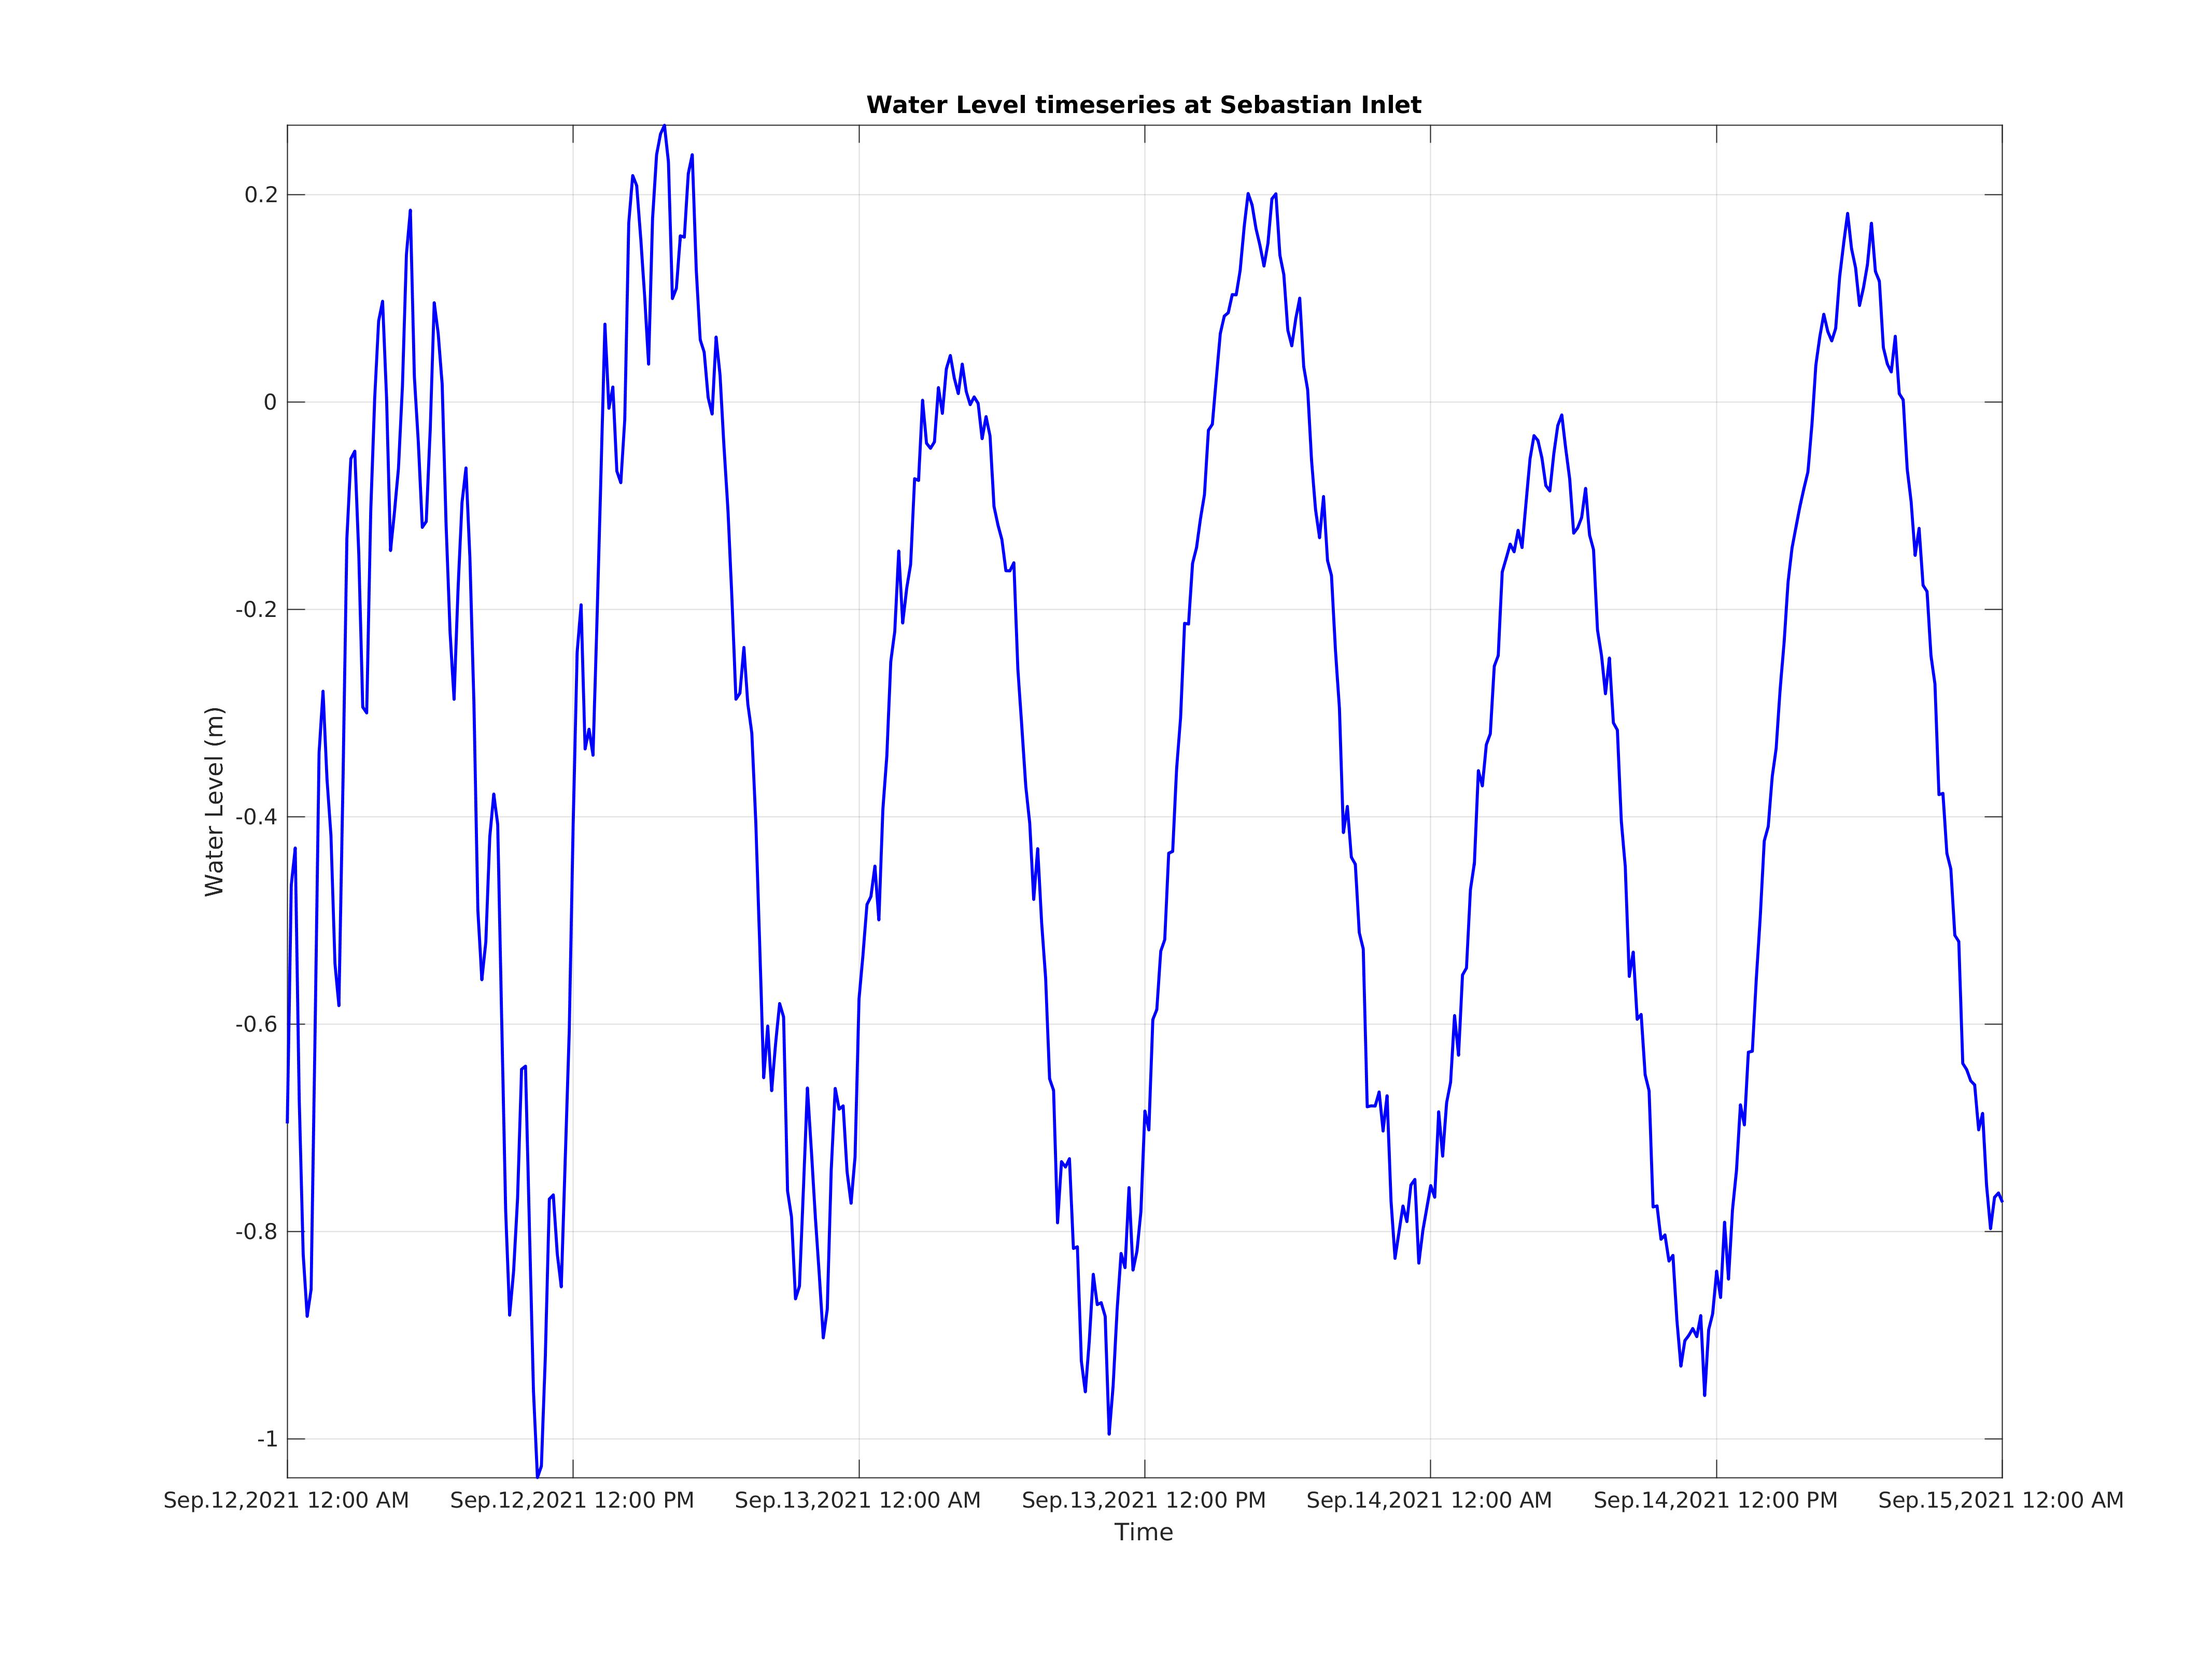 Water Level timeseries at Sebastian Inlet
0.2
0
-0.2
-0.4
-0.6
-0.8
-1
Water Level (m)
Sep.12,2021 12:00 AM
Sep.12,2021 12:00 PM
Sep.13,2021 12:00 AM
Sep.13,2021 12:00 PM
Sep.14,2021 12:00 AM
Sep.14,2021 12:00 PM
Sep.15,2021 12:00 AM
Time